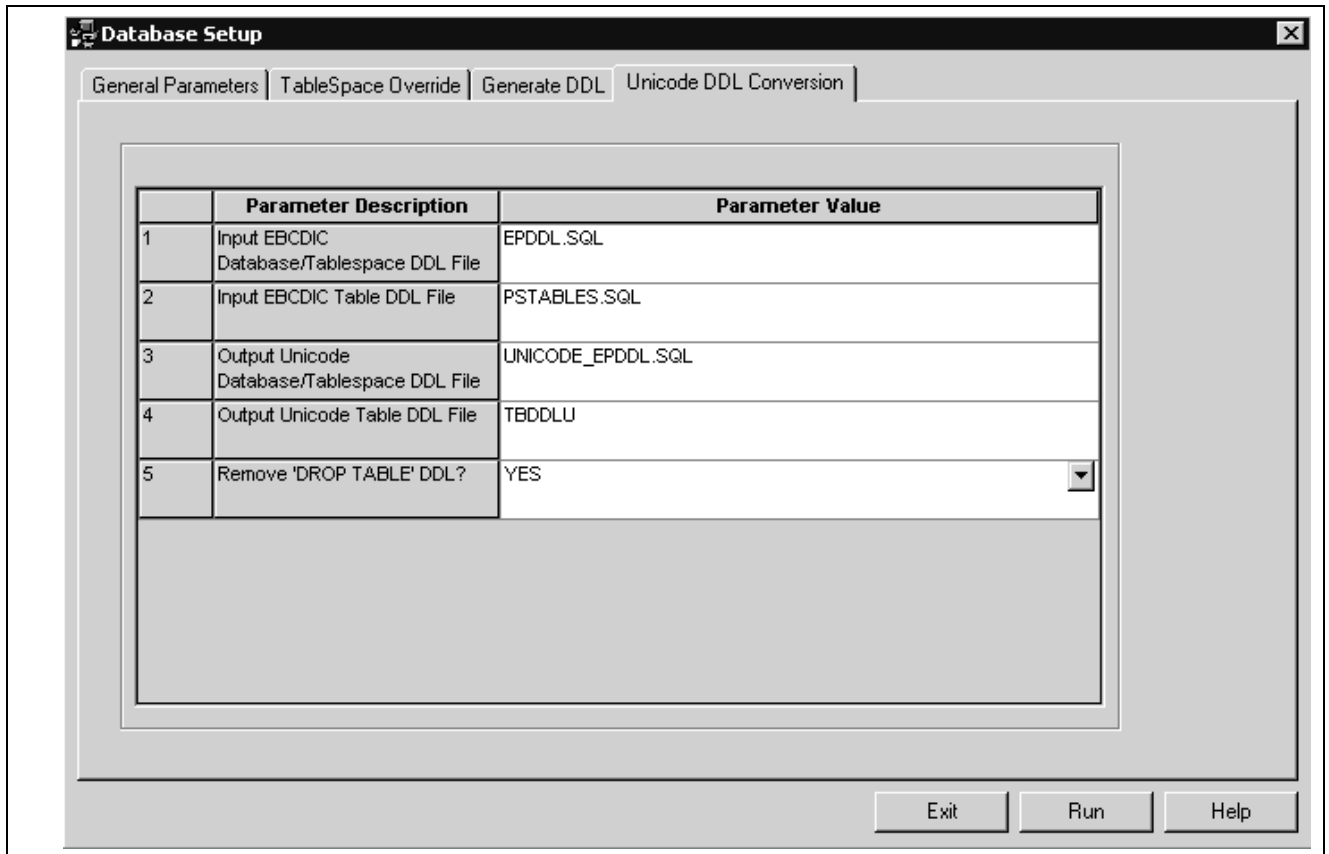 Database Setup
General Parameters TableSpace Override Generate DDL Unicode DDL Conversion
Parameter Description Parameter Value
1 Input EBCDIC EPDDL.SQL
Database/Tablespace DDL File
2 Input EBCDIC Table DDL File PSTABLES.SQL
3 Output Unicode UNICODE_EPDDL.SQL
Database/Tablespace DDL File
4 Output Unicode Table DDL File TBDDLU
5 Remove 'DROP TABLE' DDL? YES
Exit Run Help